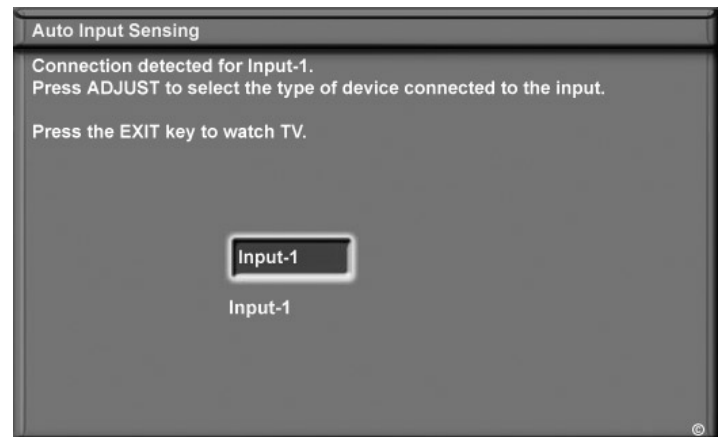 Auto Input Sensing
Connection detected for Input-1.
Press ADJUST to select the type of device connected to the input.
Press the EXIT key to watch TV.
Input-1
Input-1
©